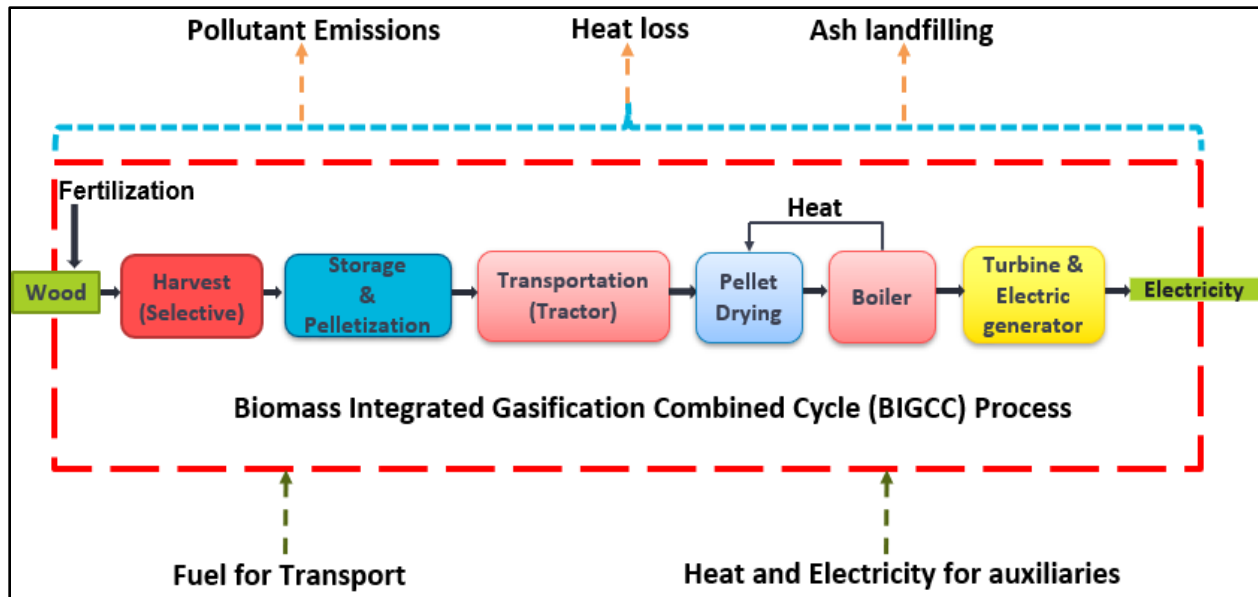 Pollutant Emissions
Heat loss
Ash landfilling
Fertilization
Heat
Wood
Harvest
(Selective)
Storage
&
Pelletization
Transportation
(Tractor)
Pellet
Drying
Boiler
Turbine &
Electric
generator
Electricity
Biomass Integrated Gasification Combined Cycle (BIGCC) Process
Fuel for Transport
Heat and Electricity for auxiliaries